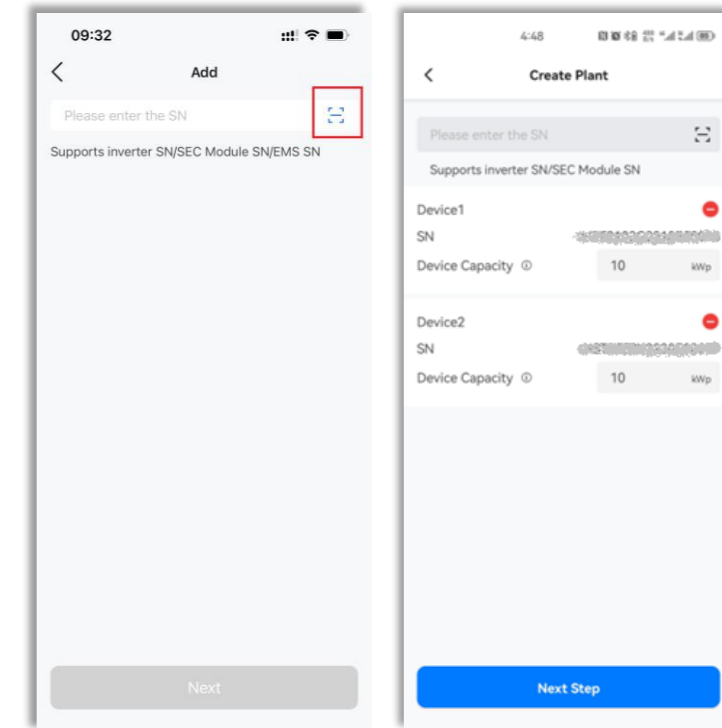 09:32
Add
Please enter the SN
Supports inverter SN/SEC Module SN/EMS SN
Next
4:48
Create Plant
Please enter the SN
Supports inverter SN/SEC Module SN
Device1
SN
Device Capacity
10 kWp
Device2
SN
Device Capacity
10 kWp
Next Step